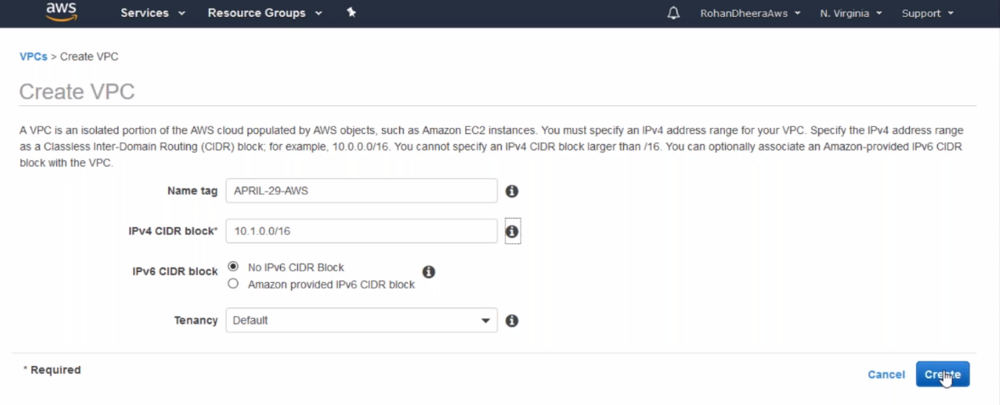 aws Services Resource Groups RohanDheeraAws N. Virginia Support
VPCs > Create VPC
Create VPC
A VPC is an isolated portion of the AWS cloud populated by AWS objects, such as Amazon EC2 instances. You must specify an IPv4 address range for your VPC. Specify the IPv4 address range
as a Classless Inter-Domain Routing (CIDR) block; for example, 10.0.0.0/16. You cannot specify an IPv4 CIDR block larger than /16. You can optionally associate an Amazon-provided IPv6 CIDR
block with the VPC.
Name tag APRIL-29-AWS
IPv4 CIDR block* 10.1.0.0/16
IPv6 CIDR block No IPv6 CIDR Block
Amazon provided IPv6 CIDR block
Tenancy Default
* Required
Cancel Create